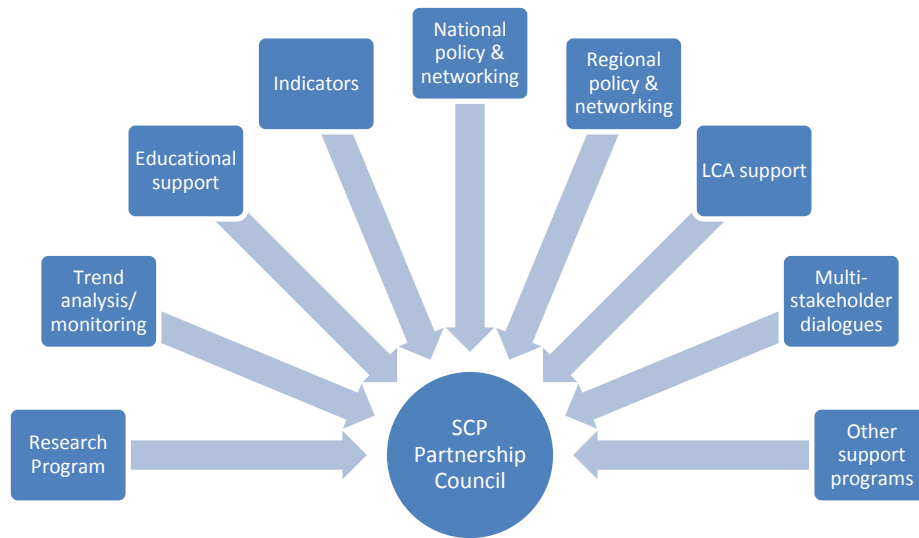 National
policy &
networking
Regional
policy &
networking
Indicators
Educational
support
LCA support
Trend
analysis/
monitoring
Multi-
stakeholder
dialogues
Research
Program
SCP
Partnership
Council
Other
support
programs